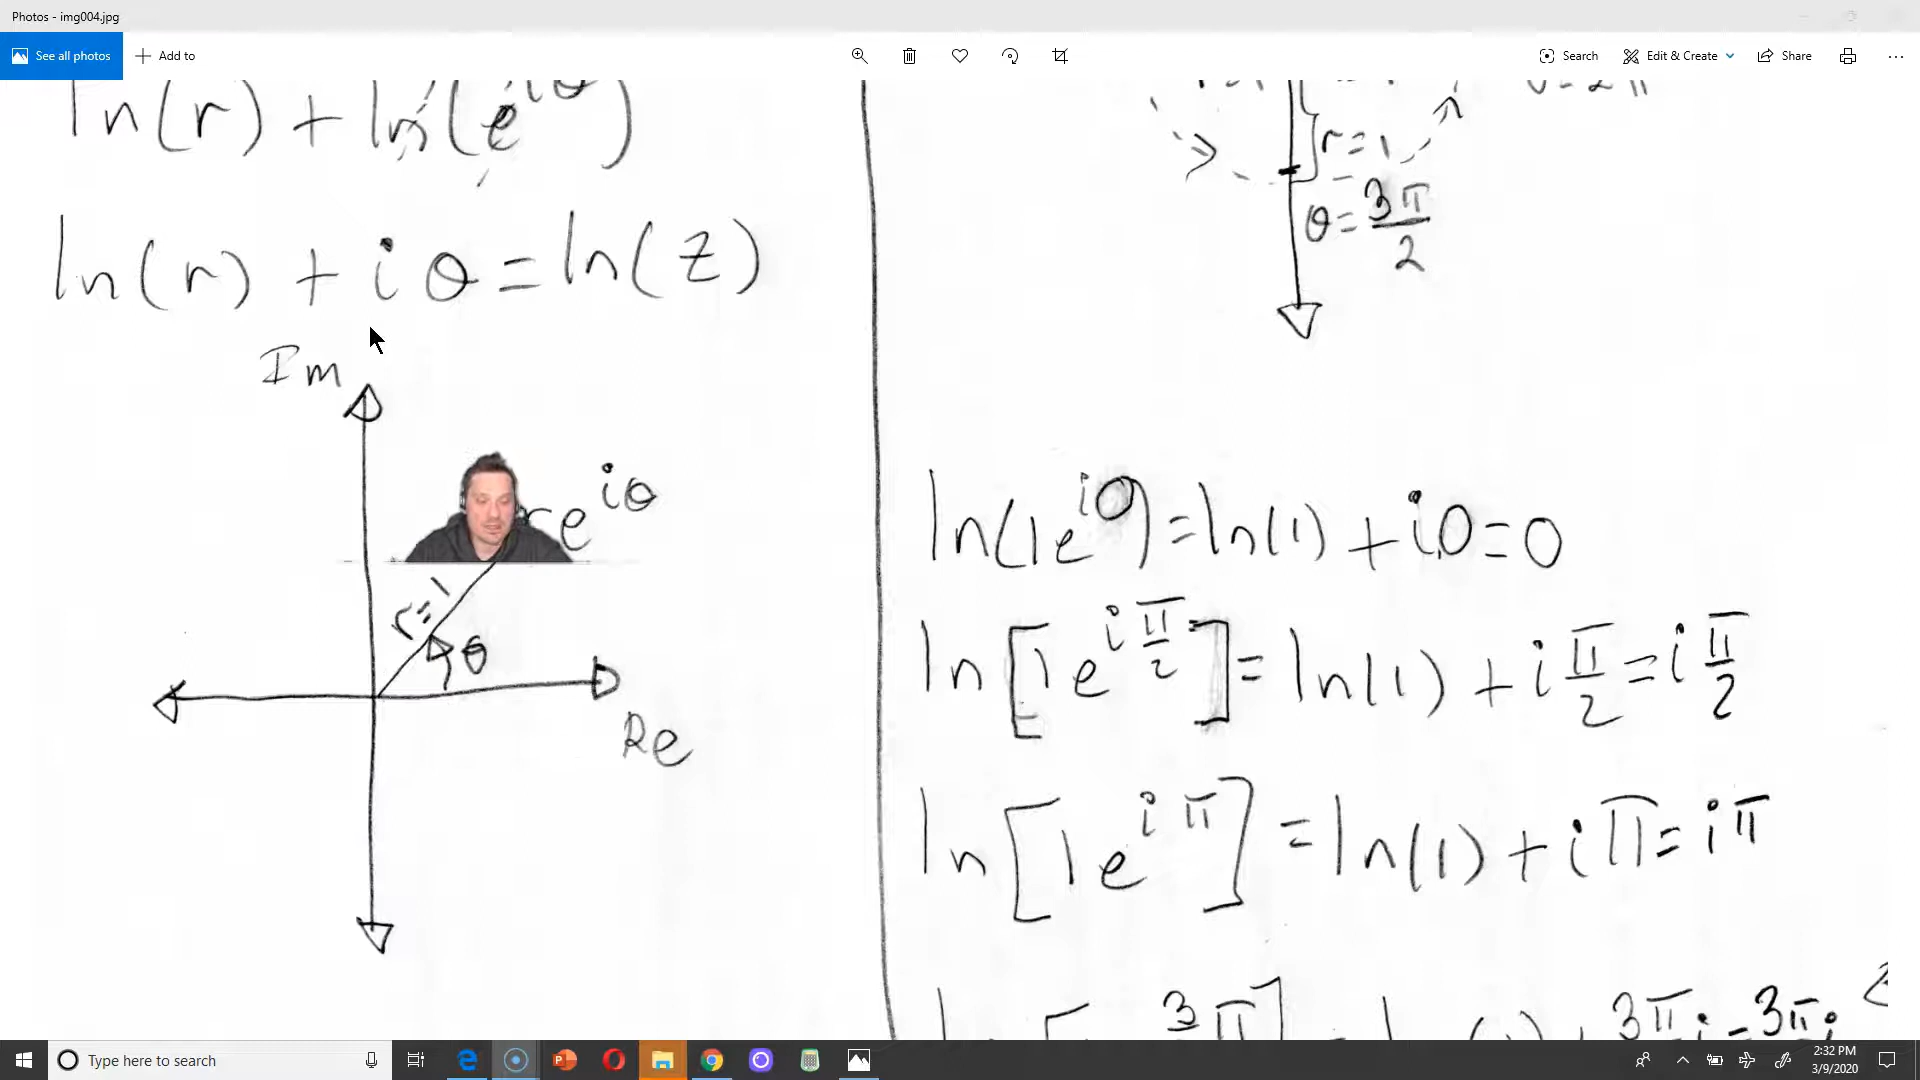 Photos - img004.jpg
See all photos
Add to
Search
Edit & Create
Share
ln(r) + ln(e^iθ)
ln(r) + iθ = ln(z)
Im
re^iθ
r=1
θ
Re
r=1
θ = 3π/2
ln(1e^i0) = ln(1) + i0 = 0
ln[1e^iπ/2] = ln(1) + iπ/2 = iπ/2
ln[1e^iπ] = ln(1) + iπ = iπ
Type here to search
2:32 PM
3/9/2020